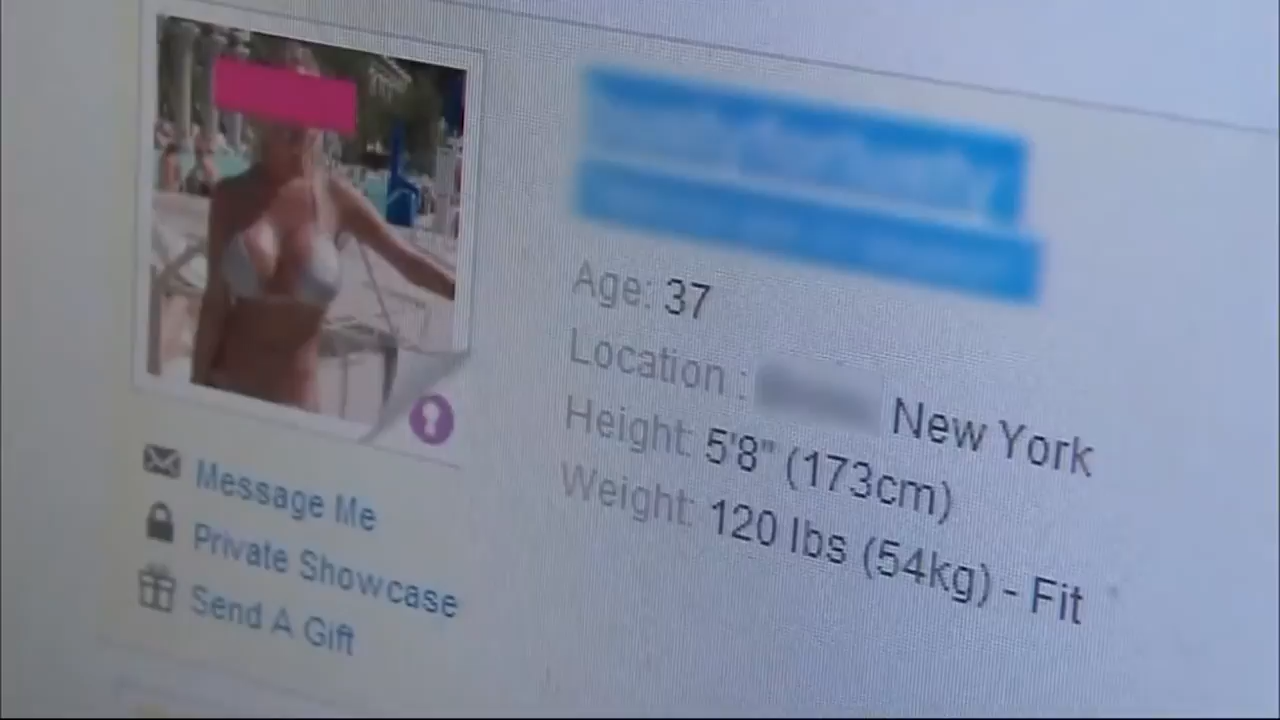 Age: 37
Location : New York
Height: 5'8" (173cm)
Weight: 120 lbs (54kg) - Fit
Message Me
Private Showcase
Send A Gift